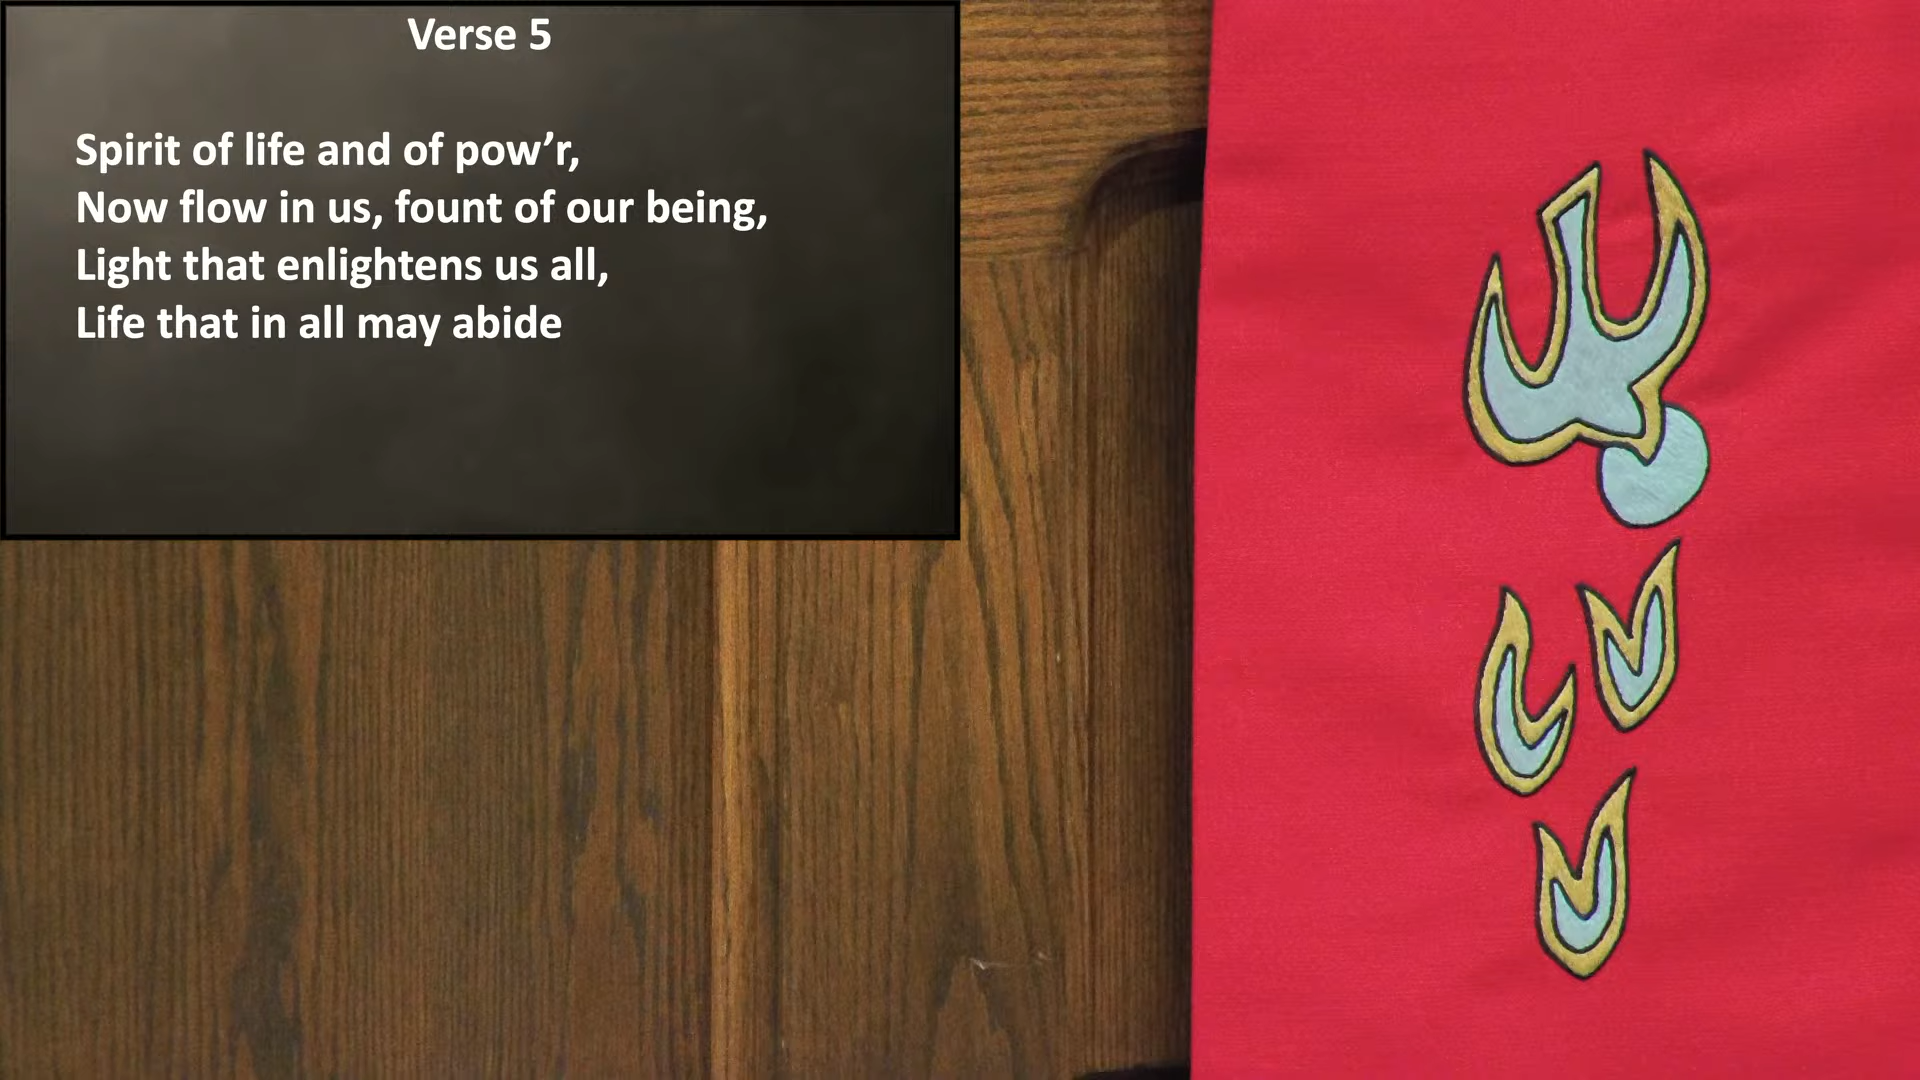 Verse 5
Spirit of life and of pow’r,
Now flow in us, fount of our being,
Light that enlightens us all,
Life that in all may abide